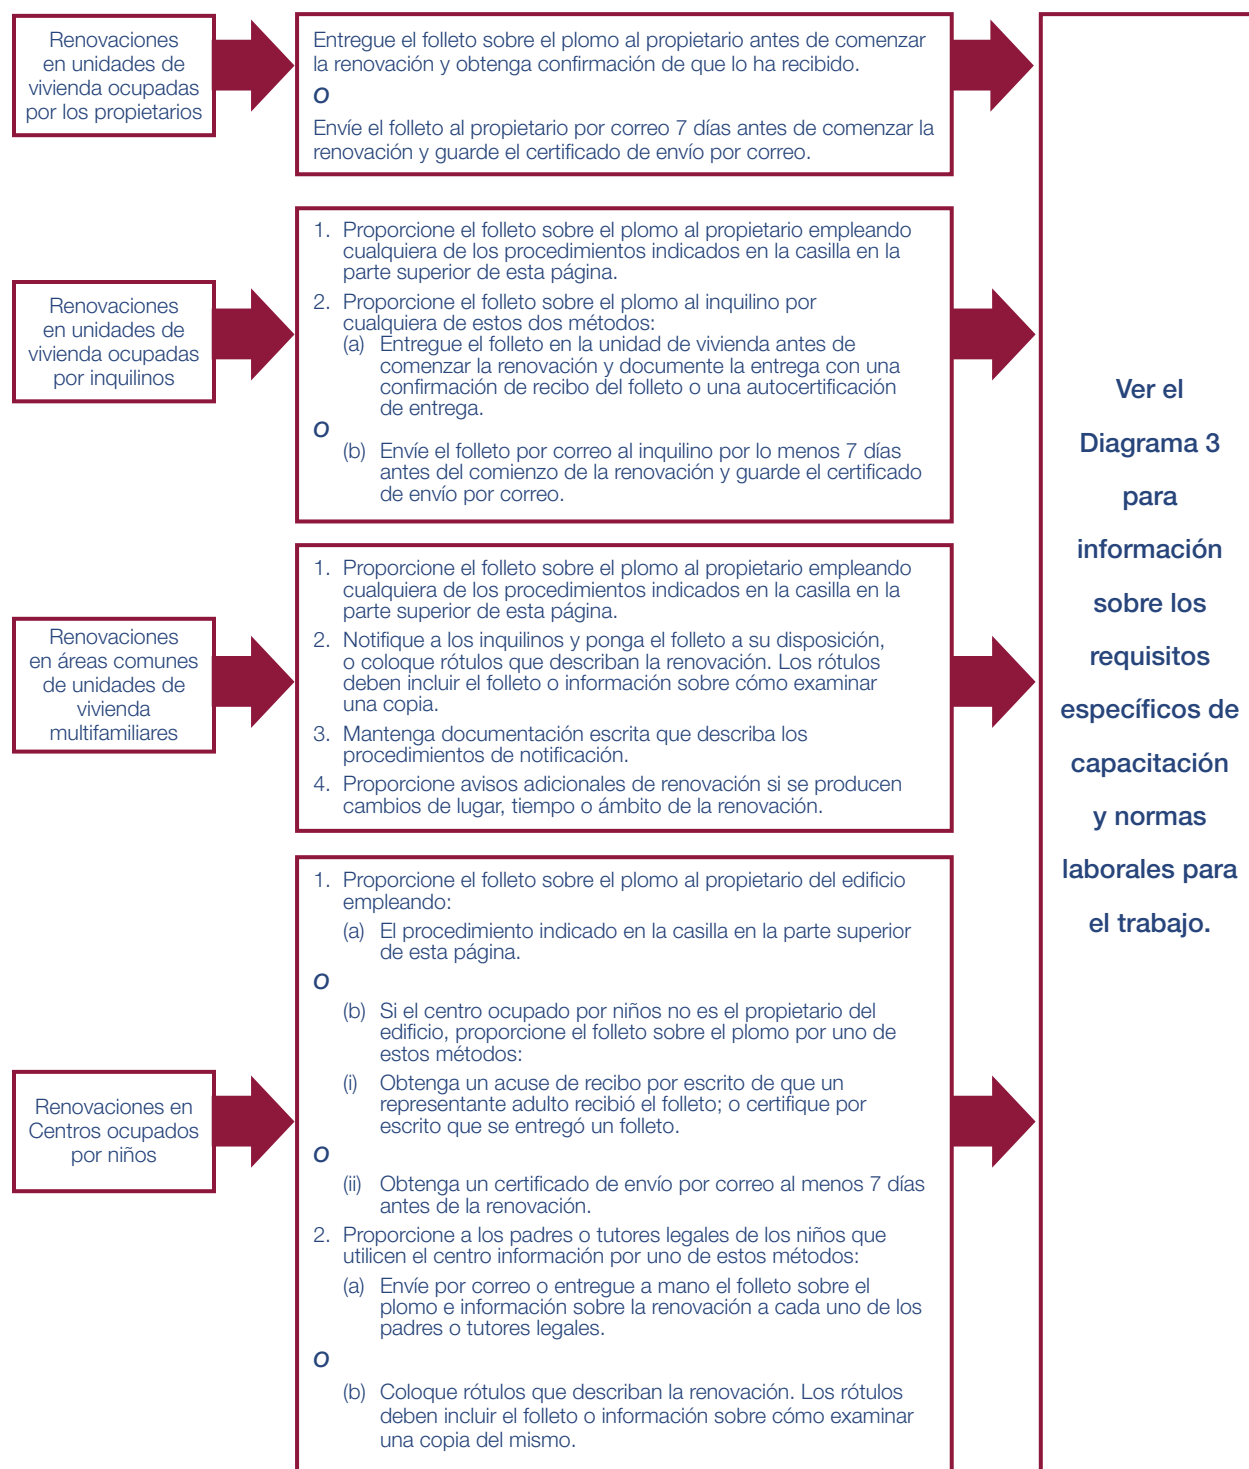 Renovaciones
en unidades de
vivienda ocupadas
por los propietarios
Entregue el folleto sobre el plomo al propietario antes de comenzar
la renovación y obtenga confirmación de que lo ha recibido.
O
Envíe el folleto al propietario por correo 7 días antes de comenzar la
renovación y guarde el certificado de envío por correo.
Renovaciones
en unidades de
vivienda ocupadas
por inquilinos
1. Proporcione el folleto sobre el plomo al propietario empleando
cualquiera de los procedimientos indicados en la casilla en la
parte superior de esta página.
2. Proporcione el folleto sobre el plomo al inquilino por
cualquiera de estos dos métodos:
(a) Entregue el folleto en la unidad de vivienda antes de
comenzar la renovación y documente la entrega con una
confirmación de recibo del folleto o una autocertificación
de entrega.
O
(b) Envíe el folleto por correo al inquilino por lo menos 7 días
antes del comienzo de la renovación y guarde el certificado
de envío por correo.
Renovaciones
en áreas comunes
de unidades de
vivienda
multifamiliares
1. Proporcione el folleto sobre el plomo al propietario empleando
cualquiera de los procedimientos indicados en la casilla en la
parte superior de esta página.
2. Notifique a los inquilinos y ponga el folleto a su disposición,
o coloque rótulos que describan la renovación. Los rótulos
deben incluir el folleto o información sobre cómo examinar
una copia.
3. Mantenga documentación escrita que describa los
procedimientos de notificación.
4. Proporcione avisos adicionales de renovación si se producen
cambios de lugar, tiempo o ámbito de la renovación.
Renovaciones en
Centros ocupados
por niños
1. Proporcione el folleto sobre el plomo al propietario del edificio
empleando:
(a) El procedimiento indicado en la casilla en la parte superior
de esta página.
O
(b) Si el centro ocupado por niños no es el propietario del
edificio, proporcione el folleto sobre el plomo por uno de
estos métodos:
(i) Obtenga un acuse de recibo por escrito de que un
representante adulto recibió el folleto; o certifique por
escrito que se entregó un folleto.
O
(ii) Obtenga un certificado de envío por correo al menos 7 días
antes de la renovación.
2. Proporcione a los padres o tutores legales de los niños que
utilicen el centro información por uno de estos métodos:
(a) Envíe por correo o entregue a mano el folleto sobre el
plomo e información sobre la renovación a cada uno de los
padres o tutores legales.
O
(b) Coloque rótulos que describan la renovación. Los rótulos
deben incluir el folleto o información sobre cómo examinar
una copia del mismo.
Ver el
Diagrama 3
para
información
sobre los
requisitos
específicos de
capacitación
y normas
laborales para
el trabajo.